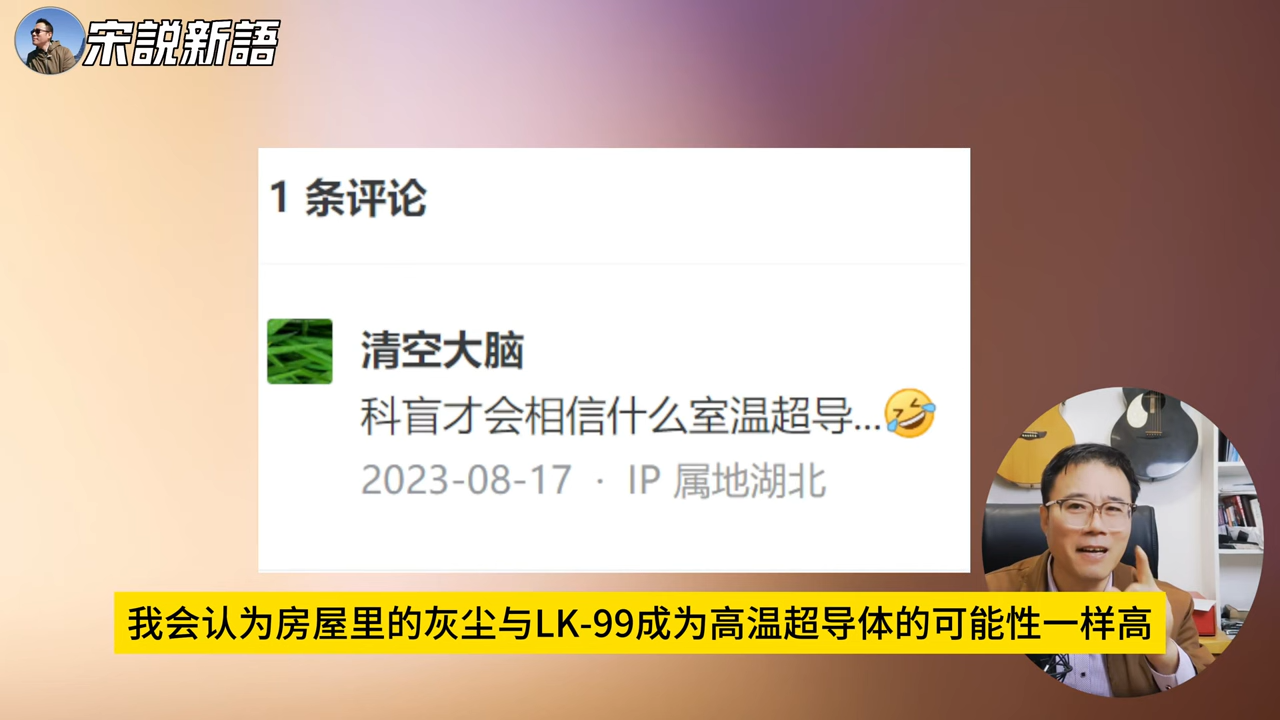 宋説新語
1 条评论
清空大脑
科盲才会相信什么室温超导...🤣
2023-08-17 · IP 属地湖北
我会认为房屋里的灰尘与LK-99成为高温超导体的可能性一样高